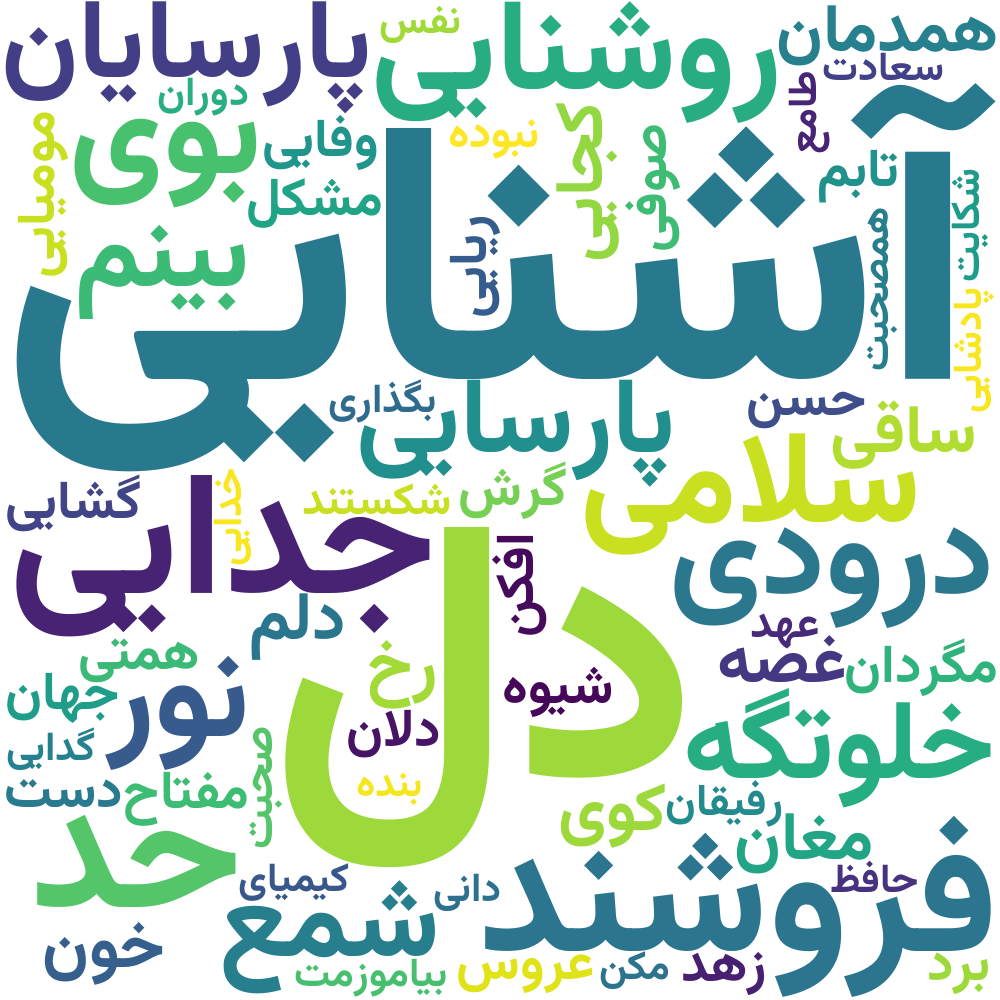 پارسایان
نفس
روشنایی
همدمان
سعادت
دوران
طامع
بوی
وفایی
نبوده
کجایی
صوفی
تابم
شکایت
مومیایی
مشکل
بینم
ریایی
همصحبت
پادشایی
آشنایی
بگذاری
پارسایی
حسن
ساقی
گشایی
خدایی
شکستند
گرش
سلامی
جدایی
افکن
درودی
دل
دلم
عهد
غصه
مگردان
همتی
رخ
شیوه
جهان
نور
دلان
خلوتگه
گدایی
صحبت
بنده
دست
مفتاح
کوی
رفیقان
مغان
حد
کیمیای
دانی
حافظ
فروشند
شمع
خون
بیاموزمت
عروس
مکن
زهد
برد